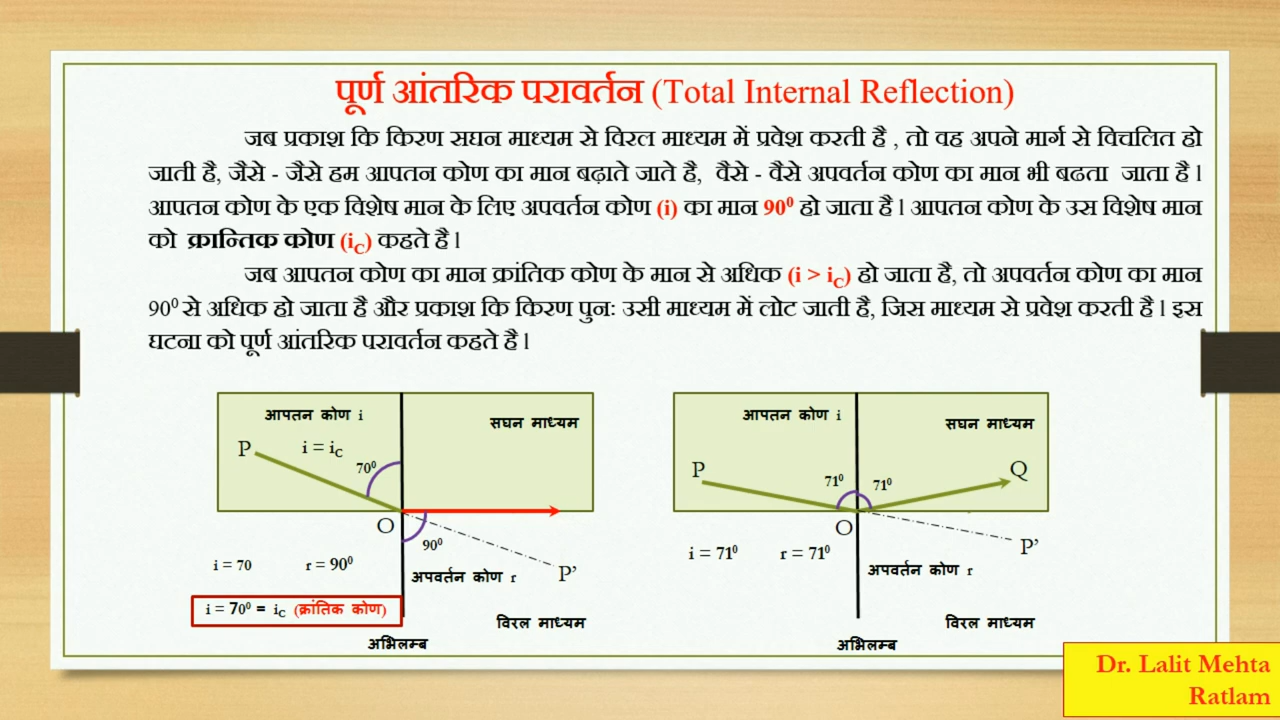 पूर्ण आंतरिक परावर्तन (Total Internal Reflection)
जब प्रकाश कि किरण सघन माध्यम से विरल माध्यम में प्रवेश करती है , तो वह अपने मार्ग से विचलित हो
जाती है, जैसे - जैसे हम आपतन कोण का मान बढ़ाते जाते है, वैसे - वैसे अपवर्तन कोण का मान भी बढता जाता है l
आपतन कोण के एक विशेष मान के लिए अपवर्तन कोण (i) का मान 90⁰ हो जाता है l आपतन कोण के उस विशेष मान
को क्रान्तिक कोण (i_C) कहते है l
जब आपतन कोण का मान क्रांतिक कोण के मान से अधिक (i > i_C) हो जाता है, तो अपवर्तन कोण का मान
90⁰ से अधिक हो जाता है और प्रकाश कि किरण पुन: उसी माध्यम में लोट जाती है, जिस माध्यम से प्रवेश करती है l इस
घटना को पूर्ण आंतरिक परावर्तन कहते है l
आपतन कोण i
सघन माध्यम
P
i = i_C
70⁰
O
90⁰
i = 70 r = 90⁰
अपवर्तन कोण r
P’
i = 70⁰ = i_C (क्रांतिक कोण)
विरल माध्यम
अभिलम्ब
आपतन कोण i
सघन माध्यम
P
Q
71⁰
71⁰
O
P’
i = 71⁰ r = 71⁰
अपवर्तन कोण r
विरल माध्यम
अभिलम्ब
Dr. Lalit Mehta
Ratlam